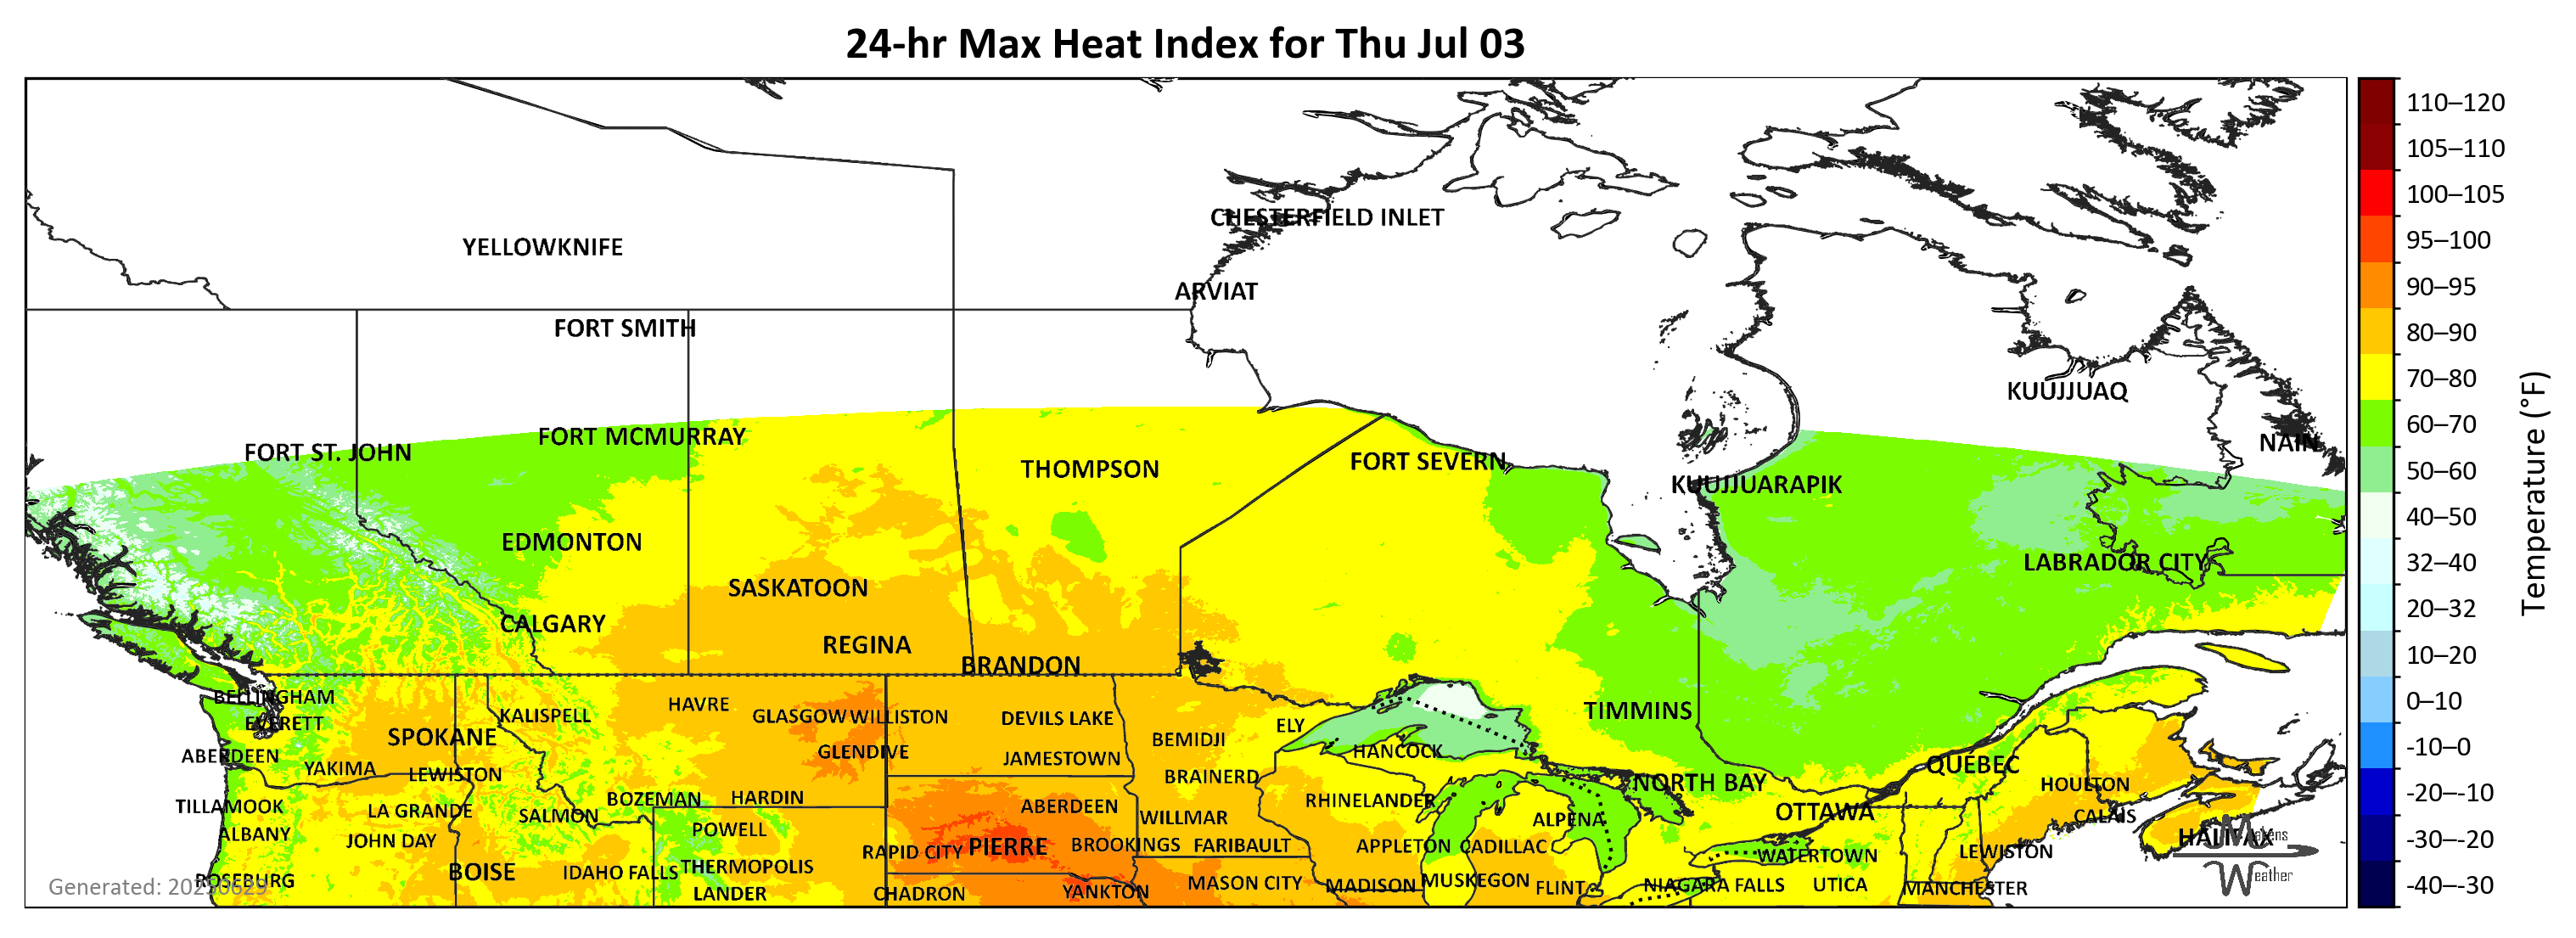 24-hr Max Heat Index for Thu Jul 03
CHESTERFIELD INLET
YELLOWKNIFE
ARVIAT
FORT SMITH
KUUJJUAQ
FORT MCMURRAY
NAIN
FORT ST. JOHN
FORT SEVERN
THOMPSON
KUUJJUARAPIK
EDMONTON
LABRADOR CITY
SASKATOON
CALGARY
REGINA
BRANDON
BELLINGHAM
HAVRE
TIMMINS
KALISPELL
GLASGOW WILLISTON
DEVILS LAKE
EVERETT
ELY
SPOKANE
BEMIDJI
HANCOCK
ABERDEEN
GLENDIVE
JAMESTOWN
QUÉBEC
YAKIMA
LEWISTON
BRAINERD
NORTH BAY
HOULTON
BOZEMAN
HARDIN
RHINELANDER
TILLAMOOK
LA GRANDE
SALMON
ABERDEEN
WILLMAR
ALPENA
OTTAWA
CALAIS
ALBANY
POWELL
JOHN DAY
HALIFAX
RAPID CITY
PIERRE
BROOKINGS
FARIBAULT
APPLETON
CADILLAC
WATERTOWN
LEWISTON
BOISE
IDAHO FALLS
THERMOPOLIS
ROSEBURG
MASON CITY
MADISON
MUSKEGON
FLINT
NIAGARA FALLS
UTICA
MANCHESTER
LANDER
CHADRON
YANKTON
Generated: 20250629
Makens
Weather
110–120
105–110
100–105
95–100
90–95
80–90
70–80
60–70
50–60
40–50
32–40
20–32
10–20
0–10
-10–0
-20–-10
-30–-20
-40–-30
Temperature (°F)